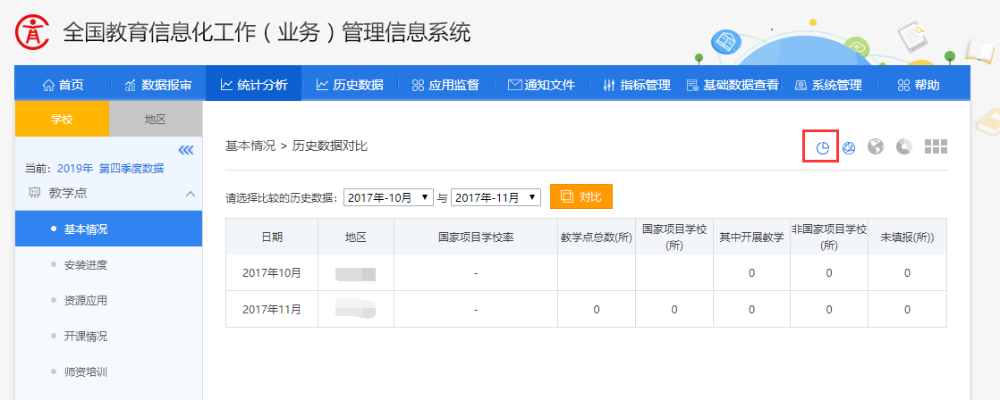 全国教育信息化工作（业务）管理信息系统
首页 数据报审 统计分析 历史数据 应用监督 通知文件 指标管理 基础数据查看 系统管理 帮助
学校 地区
当前：2019年 第四季度数据
教学点
基本情况
安装进度
资源应用
开课情况
师资培训
基本情况 > 历史数据对比
请选择比较的历史数据： 2017年-10月 与 2017年-11月 对比
日期 地区 国家项目学校率 教学点总数(所) 国家项目学校(所) 其中开展教学 非国家项目学校(所) 未填报(所))
2017年10月 - 0 0 0
2017年11月 - 0 0 0 0 0